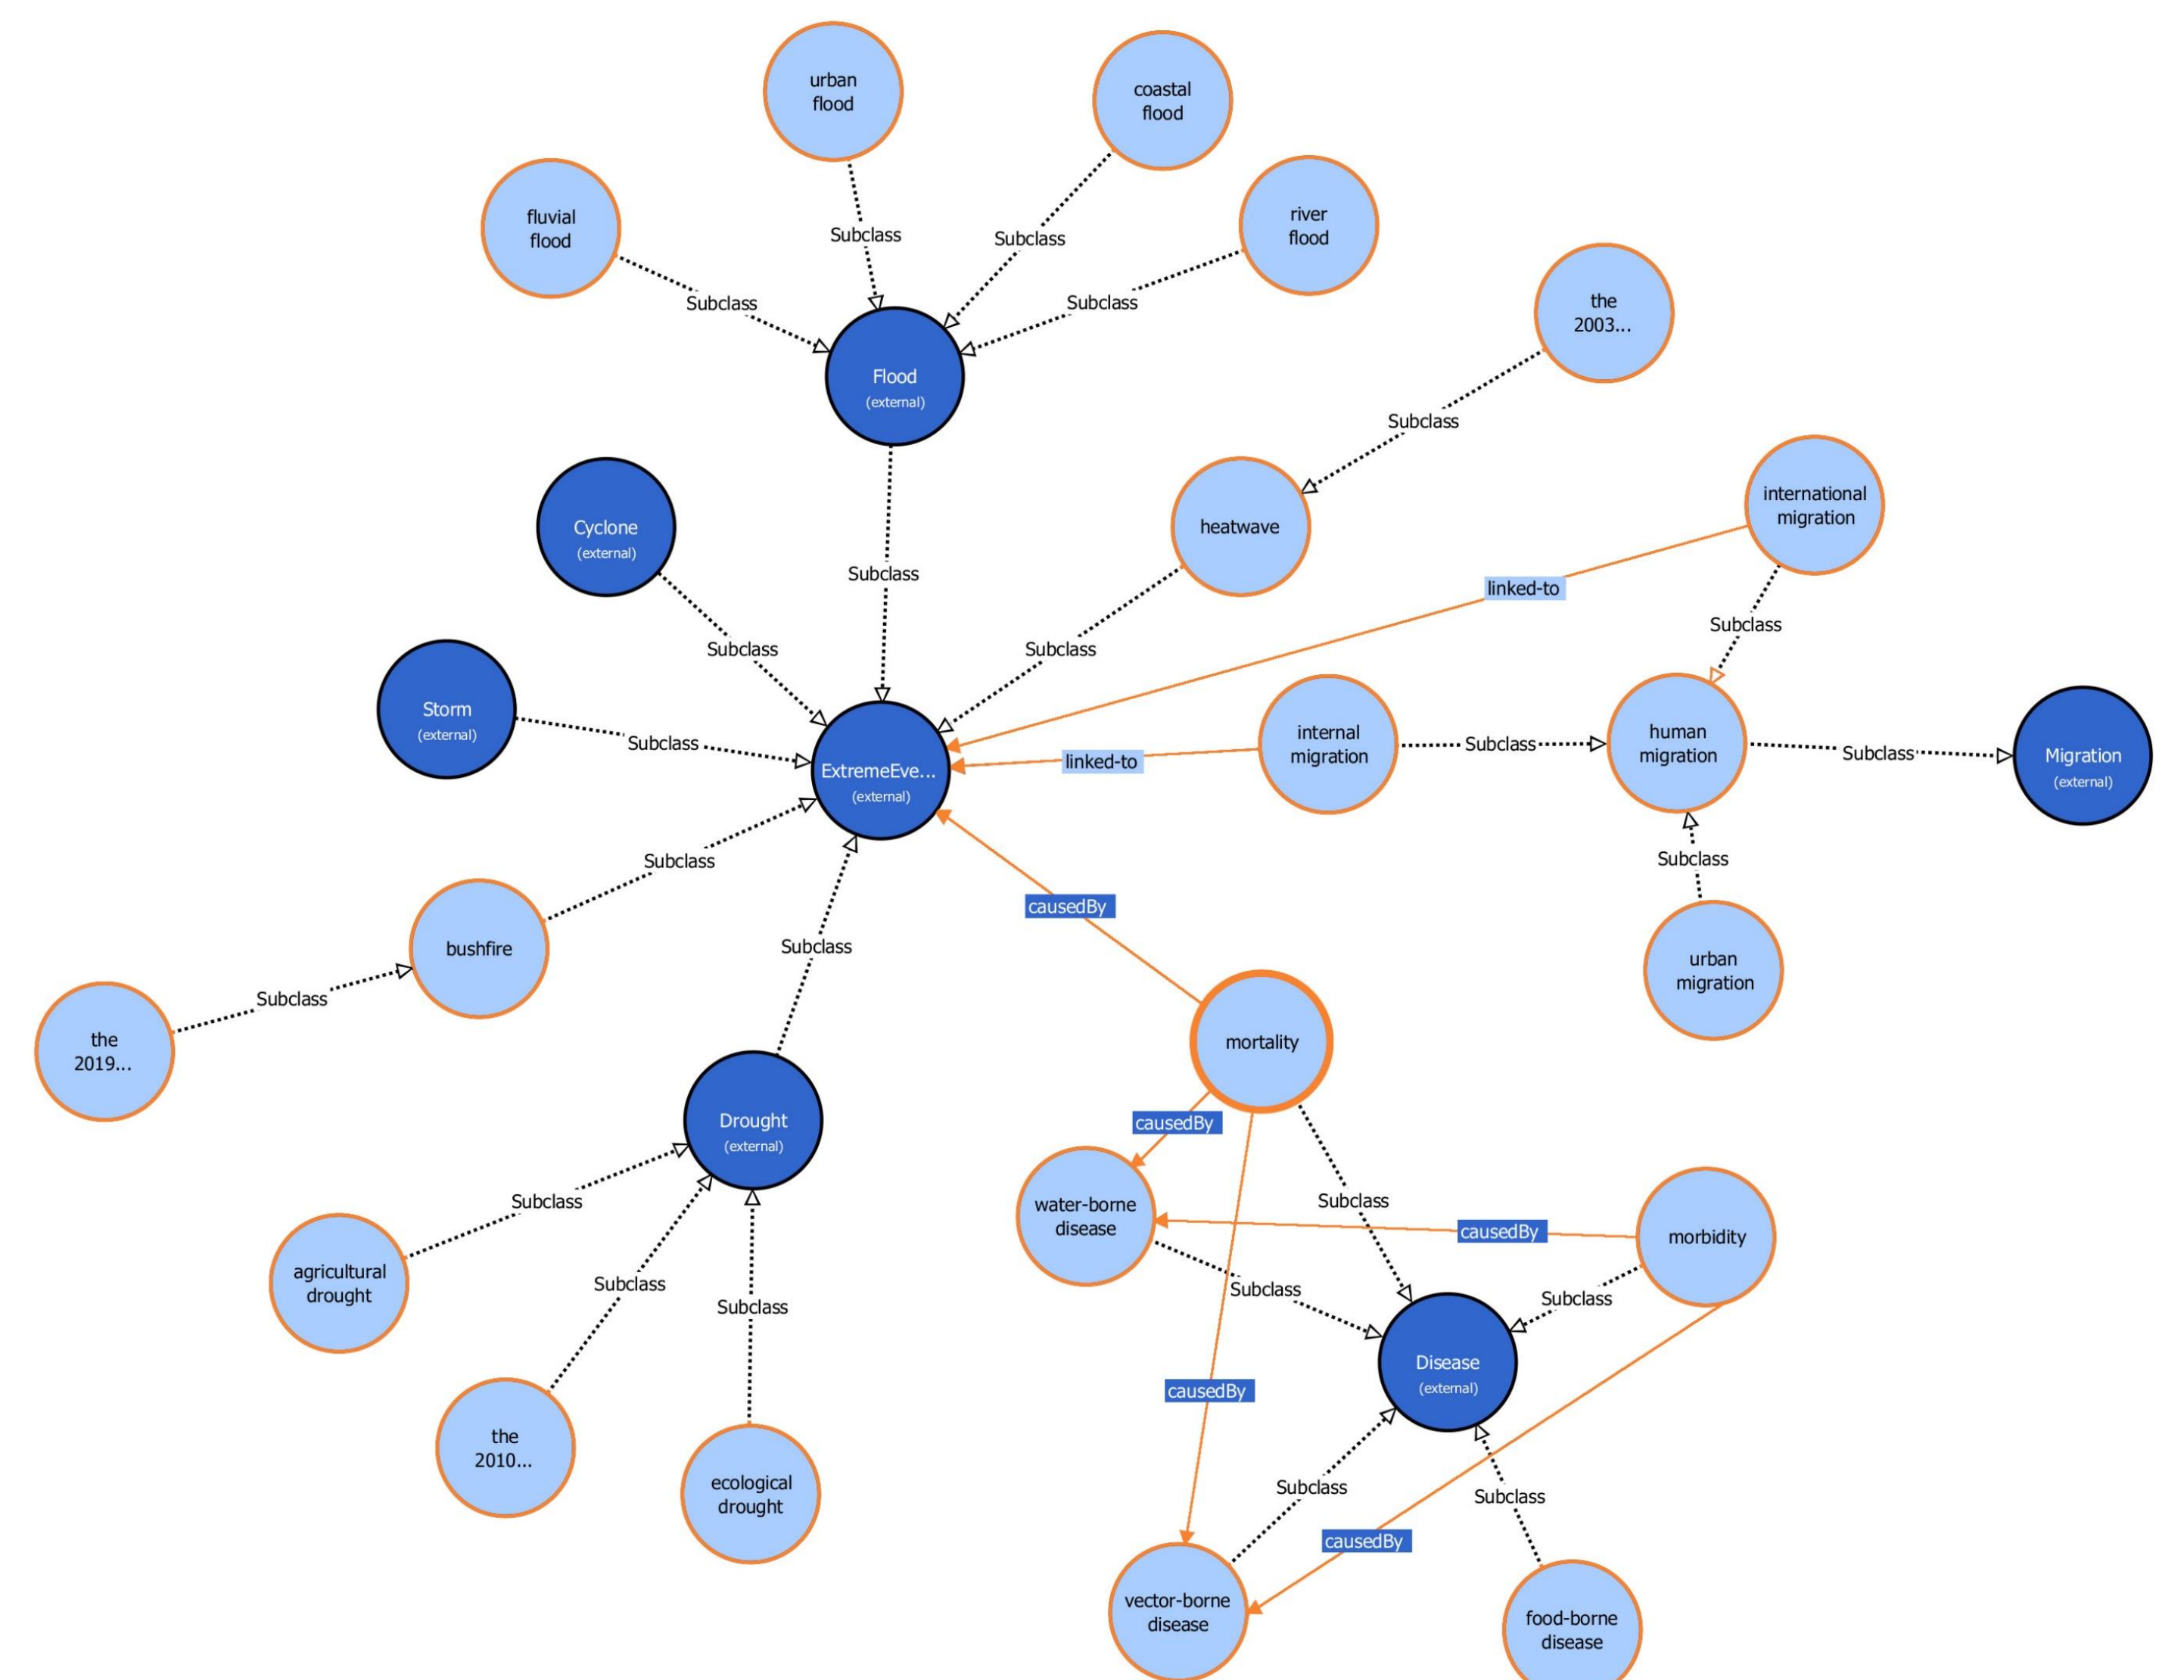 urban
flood
coastal
flood
fluvial
flood
river
flood
Subclass
Subclass
Subclass
Subclass
the
2003...
Flood
(external)
Subclass
Cyclone
(external)
heatwave
international
migration
Subclass
linked-to
Subclass
Subclass
Subclass
Storm
(external)
Subclass
ExtremeEve...
(external)
linked-to
internal
migration
Subclass
human
migration
Subclass
Migration
(external)
Subclass
Subclass
causedBy
bushfire
Subclass
urban
migration
Subclass
the
2019...
mortality
Drought
(external)
causedBy
water-borne
disease
Subclass
Subclass
causedBy
morbidity
agricultural
drought
Subclass
Subclass
Subclass
Subclass
Disease
(external)
causedBy
the
2010...
ecological
drought
Subclass
Subclass
causedBy
vector-borne
disease
food-borne
disease